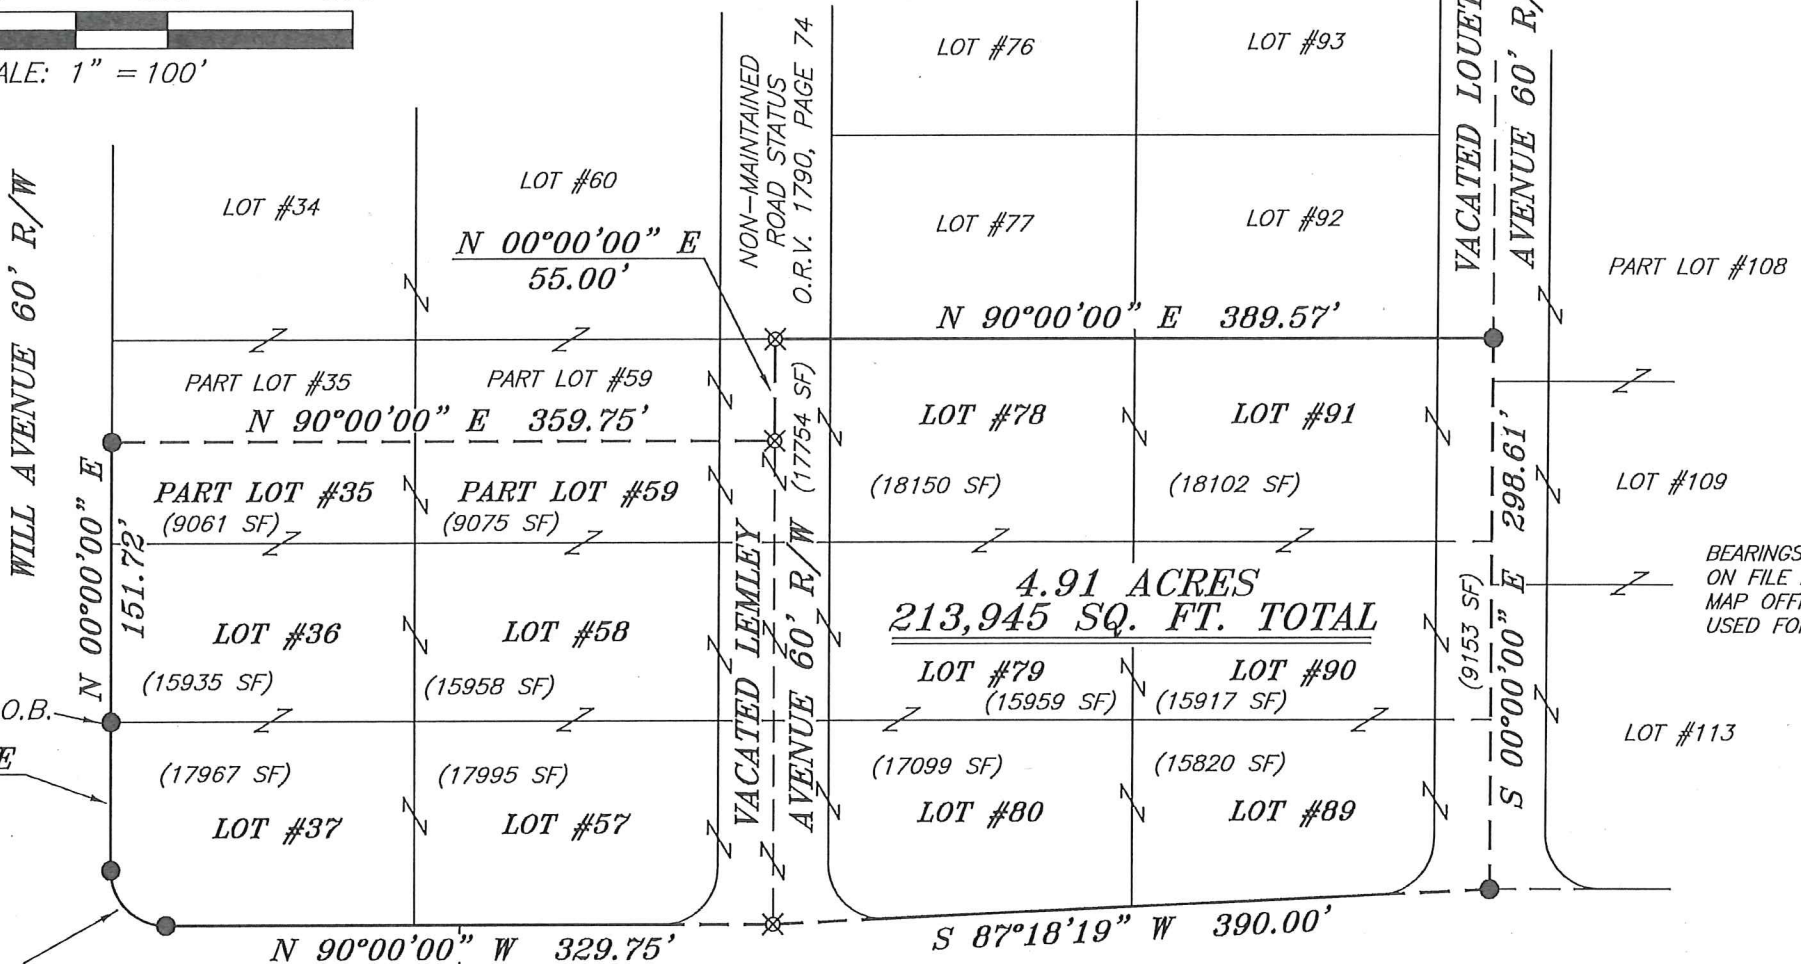 ALE: 1" = 100'
WILL AVENUE 60' R/W
LOT #34
LOT #60
N 00°00'00" E
55.00'
NON-MAINTAINED
ROAD STATUS
O.R.V. 1790, PAGE 74
LOT #76
LOT #93
LOT #77
LOT #92
VACATED LOUET
AVENUE 60' R/
PART LOT #108
N 90°00'00" E 389.57'
PART LOT #35
PART LOT #59
N 90°00'00" E 359.75'
(17754 SF)
LOT #78
LOT #91
(18150 SF)
(18102 SF)
298.61'
LOT #109
N 00°00'00" E
151.72'
PART LOT #35
(9061 SF)
PART LOT #59
(9075 SF)
VACATED LEMLEY
AVENUE 60' R/W
4.91 ACRES
213,945 SQ. FT. TOTAL
BEARINGS
ON FILE
MAP OFF
USED FO
LOT #36
LOT #58
(15935 SF)
(15958 SF)
LOT #79
LOT #90
(15959 SF)
(15917 SF)
(9153 SF)
S 00°00'00" E
O.B.
E
LOT #113
(17967 SF)
(17995 SF)
(17099 SF)
(15820 SF)
LOT #37
LOT #57
LOT #80
LOT #89
N 90°00'00" W 329.75'
S 87°18'19" W 390.00'